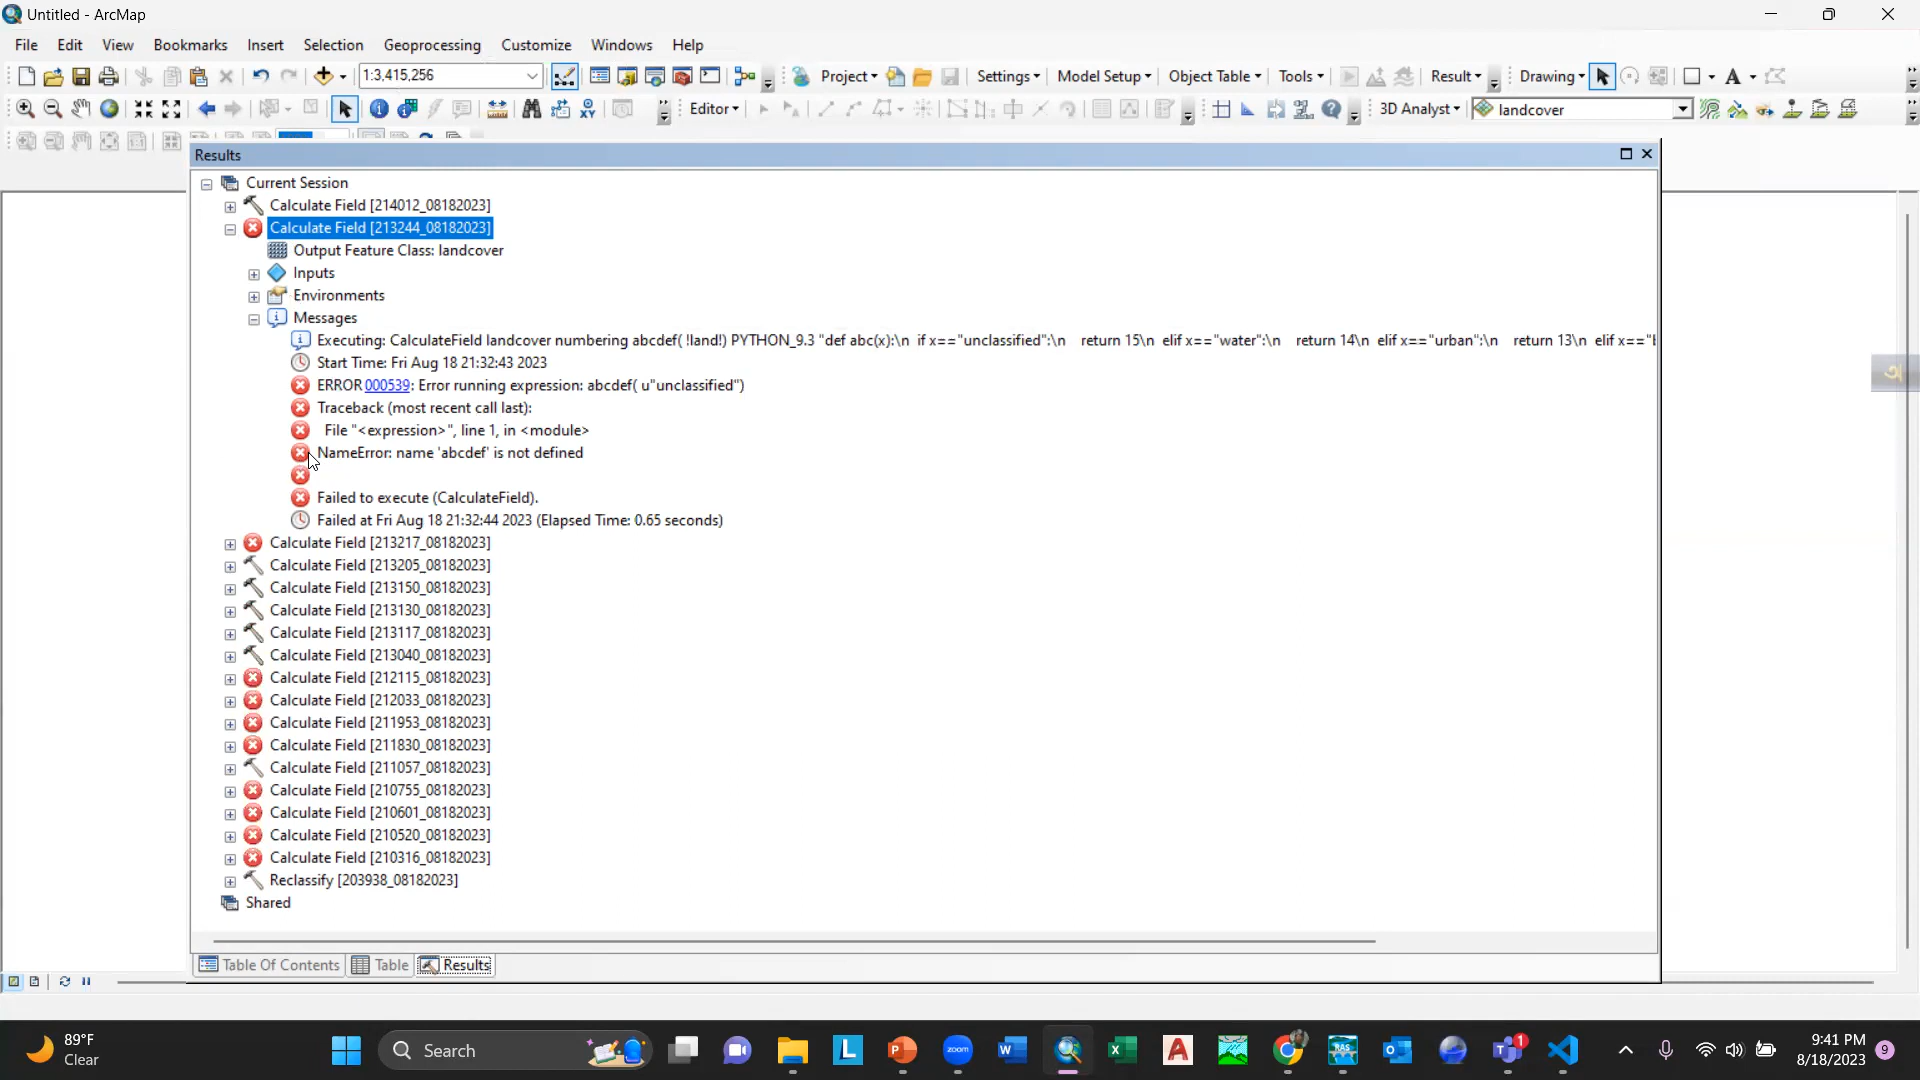 Untitled - ArcMap
File Edit View Bookmarks Insert Selection Geoprocessing Customize Windows Help
1:3,415,256 Project Settings Model Setup Object Table Tools Result Drawing A
Editor 3D Analyst landcover
Results
Current Session
Calculate Field [214012_08182023]
Calculate Field [213244_08182023]
Output Feature Class: landcover
Inputs
Environments
Messages
Executing: CalculateField landcover numbering abcdef( !land!) PYTHON_9.3 "def abc(x):\n if x=="unclassified":\n return 15\n elif x=="water":\n return 14\n elif x=="urban":\n return 13\n elif x=="
Start Time: Fri Aug 18 21:32:43 2023
ERROR 000539: Error running expression: abcdef( u"unclassified")
Traceback (most recent call last):
File "<expression>", line 1, in <module>
NameError: name 'abcdef' is not defined
Failed to execute (CalculateField).
Failed at Fri Aug 18 21:32:44 2023 (Elapsed Time: 0.65 seconds)
Calculate Field [213217_08182023]
Calculate Field [213205_08182023]
Calculate Field [213150_08182023]
Calculate Field [213130_08182023]
Calculate Field [213117_08182023]
Calculate Field [213040_08182023]
Calculate Field [212115_08182023]
Calculate Field [212033_08182023]
Calculate Field [211953_08182023]
Calculate Field [211830_08182023]
Calculate Field [211057_08182023]
Calculate Field [210755_08182023]
Calculate Field [210601_08182023]
Calculate Field [210520_08182023]
Calculate Field [210316_08182023]
Reclassify [203938_08182023]
Shared
Table Of Contents Table Results
অ
89°F
Clear
Search
zoom
RAS
1
9:41 PM
8/18/2023
9